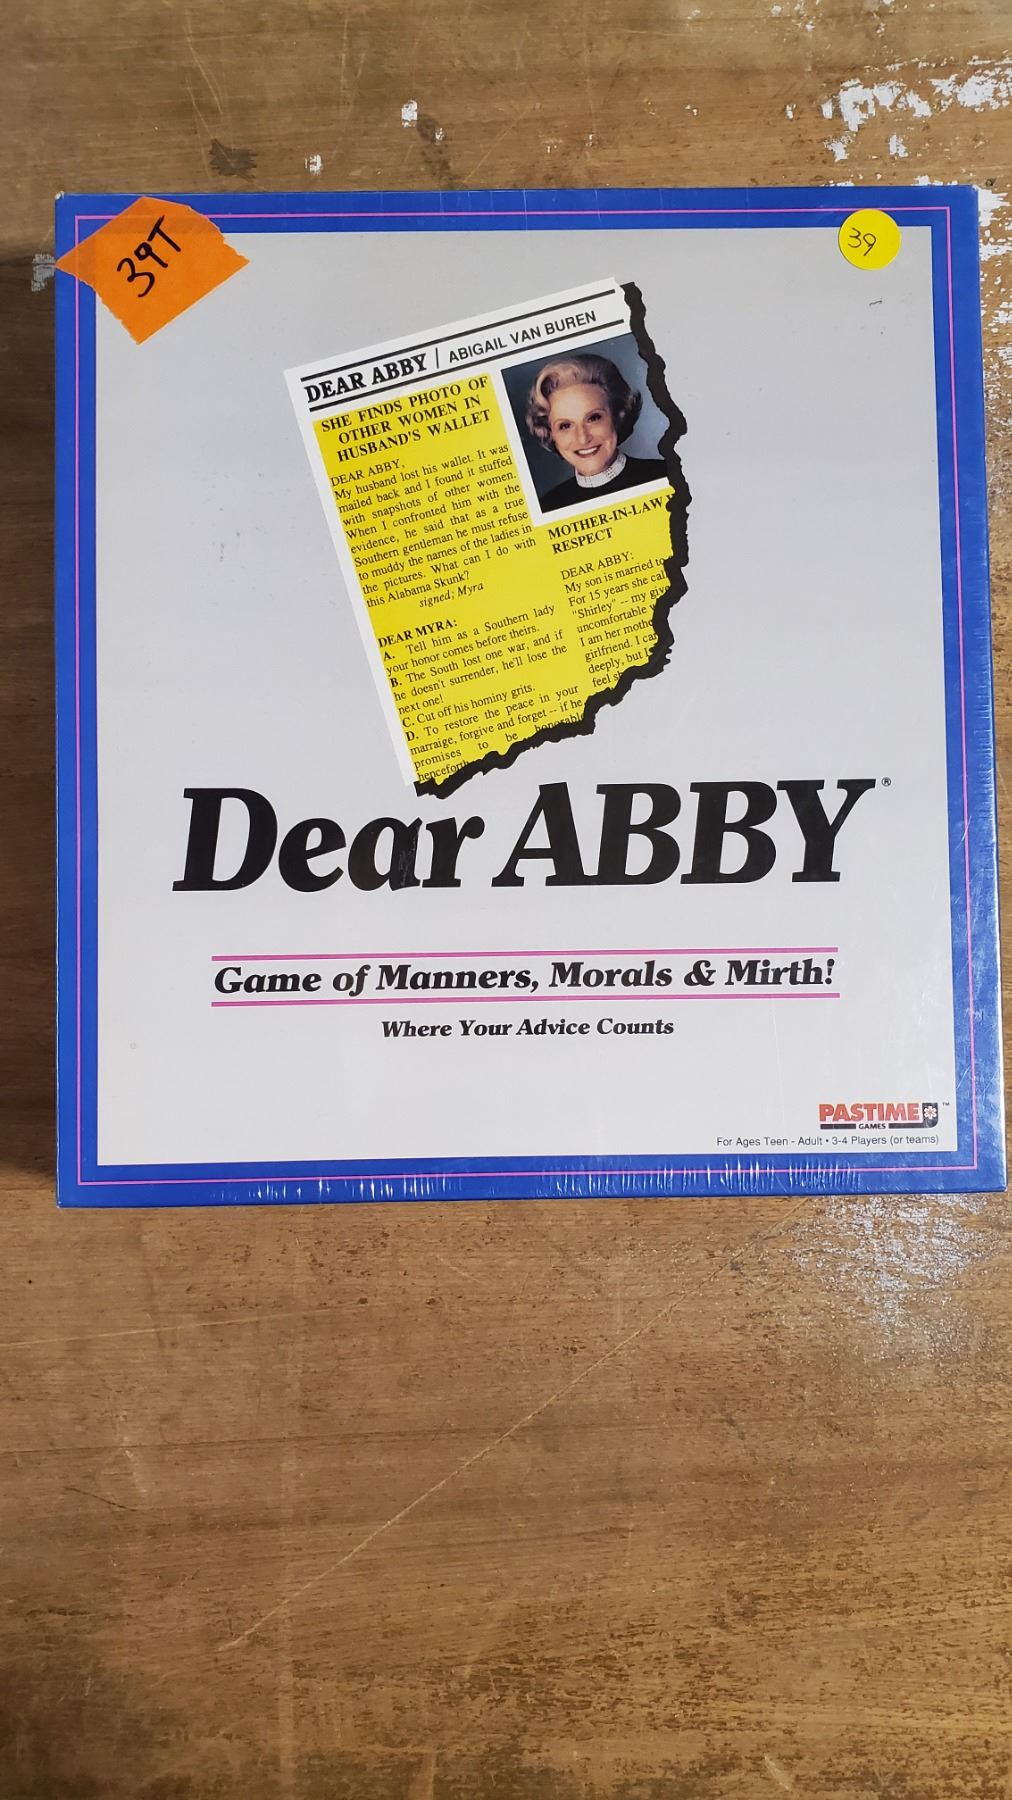 39T
39
DEAR ABBY | ABIGAIL VAN BUREN
SHE FINDS PHOTO OF
OTHER WOMEN IN
HUSBAND'S WALLET
DEAR ABBY,
My husband lost his wallet. It was
mailed back and I found it stuffed
with snapshots of other women.
When I confronted him with the
evidence, he said that as a true
Southern gentleman he must refuse
to muddy the names of the ladies in
the pictures. What can I do with
this Alabama Skunk?
signed; Myra
DEAR MYRA:
A. Tell him as a Southern lady
your honor comes before theirs.
B. The South lost one war, and if
he doesn't surrender, he'll lose the
next one!
C. Cut off his hominy grits.
D. To restore the peace in your
marraige, forgive and forget -- if he
promises to be honorable
henceforth
MOTHER-IN-LAW
RESPECT
DEAR ABBY:
My son is married to
For 15 years she cal
"Shirley" -- my give
uncomfortable
I am her mothe
girlfriend. I can
deeply, but I
feel
Dear ABBY®
Game of Manners, Morals & Mirth!
Where Your Advice Counts
PASTIME ™
GAMES
For Ages Teen - Adult • 3-4 Players (or teams)